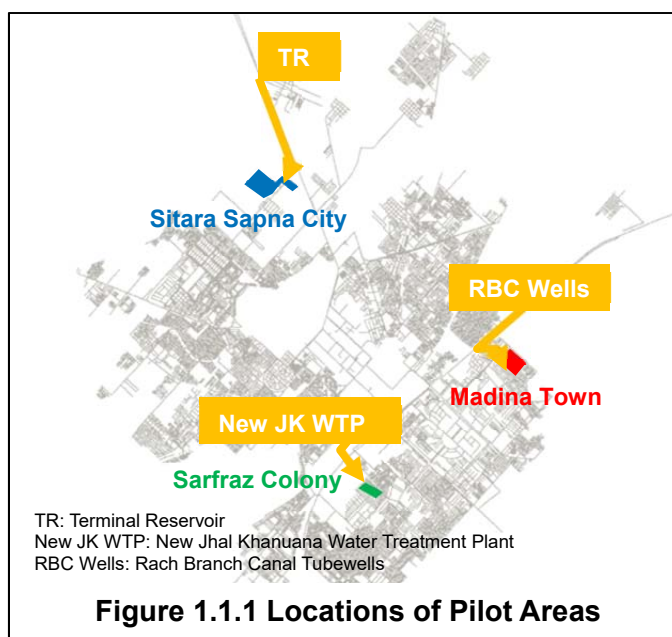 TR
Sitara Sapna City
RBC Wells
Madina Town
New JK WTP
Sarfraz Colony
TR: Terminal Reservoir
New JK WTP: New Jhal Khanuana Water Treatment Plant
RBC Wells: Rach Branch Canal Tubewells
Figure 1.1.1 Locations of Pilot Areas